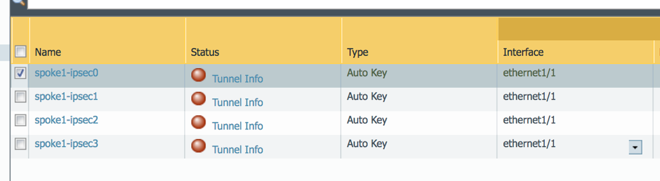 Name Status Type Interface
spoke1-ipsec0 Tunnel Info Auto Key ethernet1/1
spoke1-ipsec1 Tunnel Info Auto Key ethernet1/1
spoke1-ipsec2 Tunnel Info Auto Key ethernet1/1
spoke1-ipsec3 Tunnel Info Auto Key ethernet1/1